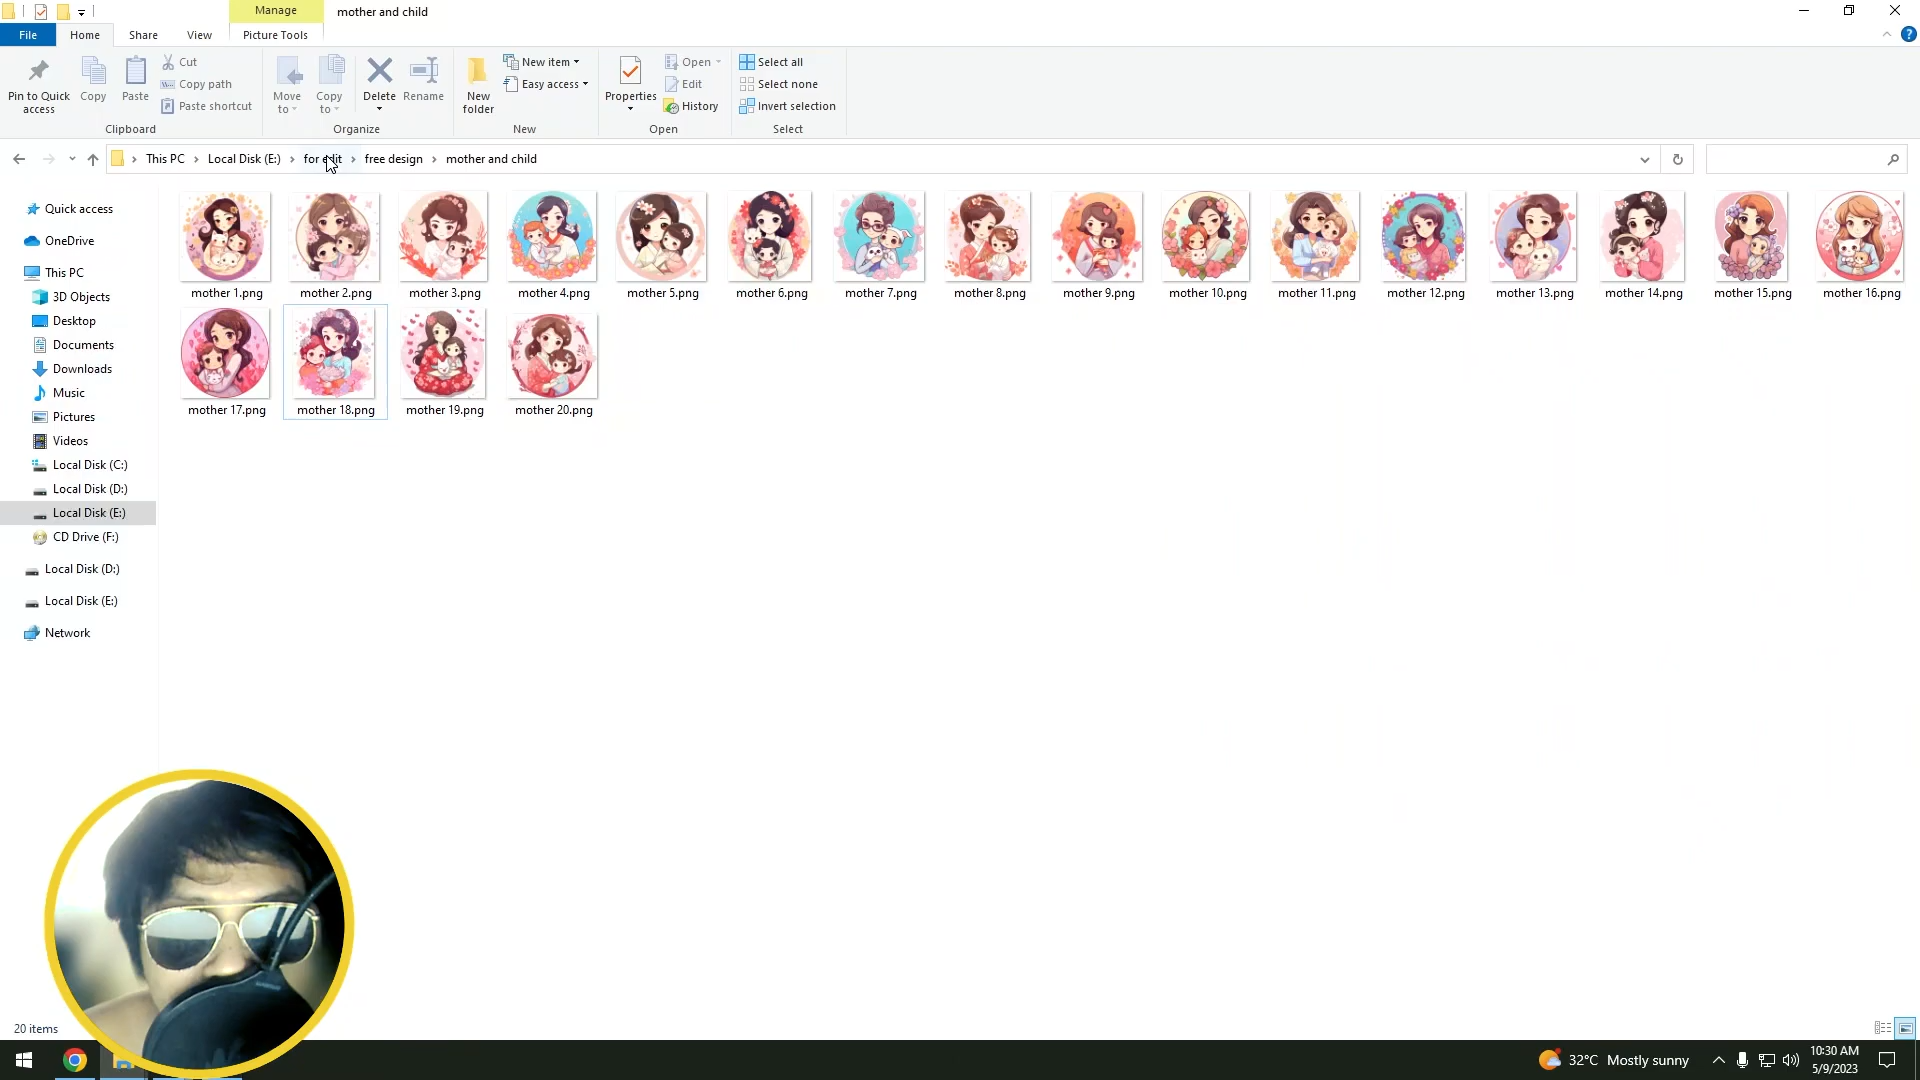 Manage
mother and child
File
Home
Share
View
Picture Tools
Pin to Quick access
Copy
Paste
Cut
Copy path
Paste shortcut
Clipboard
Move to
Copy to
Delete
Rename
Organize
New folder
New item
Easy access
New
Properties
Open
Edit
History
Open
Select all
Select none
Invert selection
Select
This PC
Local Disk (E:)
for edit
free design
mother and child
Quick access
OneDrive
This PC
3D Objects
Desktop
Documents
Downloads
Music
Pictures
Videos
Local Disk (C:)
Local Disk (D:)
Local Disk (E:)
CD Drive (F:)
Local Disk (D:)
Local Disk (E:)
Network
mother 1.png
mother 2.png
mother 3.png
mother 4.png
mother 5.png
mother 6.png
mother 7.png
mother 8.png
mother 9.png
mother 10.png
mother 11.png
mother 12.png
mother 13.png
mother 14.png
mother 15.png
mother 16.png
mother 17.png
mother 18.png
mother 19.png
mother 20.png
20 items
32°C Mostly sunny
10:30 AM
5/9/2023